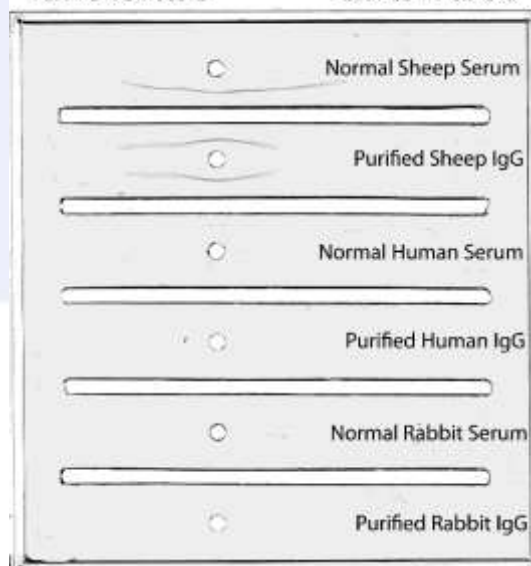 Normal Sheep Serum
Purified Sheep IgG
Normal Human Serum
Purified Human IgG
Normal Rabbit Serum
Purified Rabbit IgG